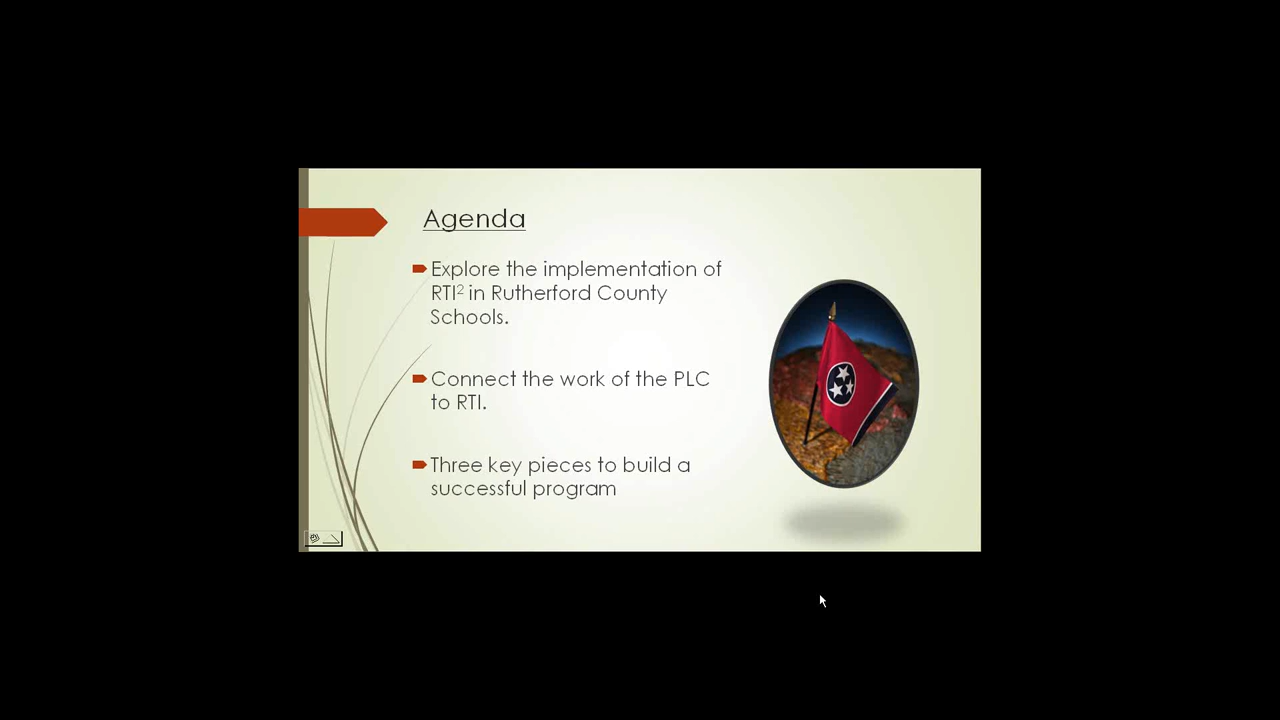 Agenda
Explore the implementation of
RTI² in Rutherford County
Schools.
Connect the work of the PLC
to RTI.
Three key pieces to build a
successful program